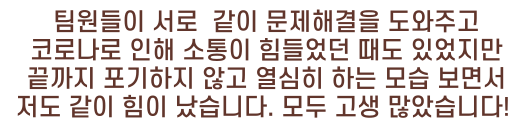 팀원들이 서로  같이 문제해결을 도와주고
코로나로 인해 소통이 힘들었던 때도 있었지만
끝까지 포기하지 않고 열심히 하는 모습 보면서
저도 같이 힘이 났습니다. 모두 고생 많았습니다!